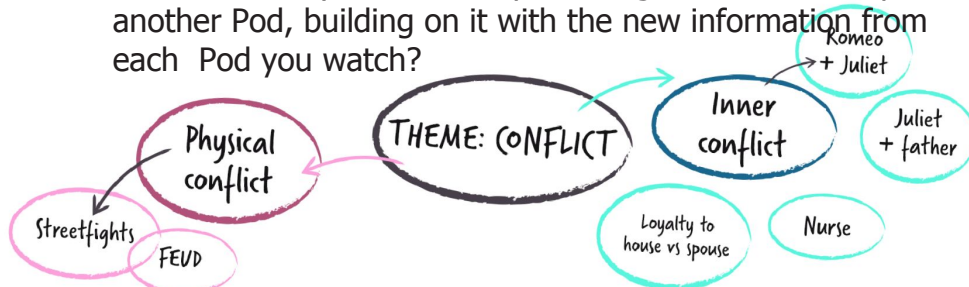 another Pod, building on it with the new information from
each Pod you watch?
THEME: CONFLICT
Physical
conflict
Streetfights
FEUD
Inner
conflict
Romeo
+ Juliet
Juliet
+ father
Loyalty to
house vs spouse
Nurse